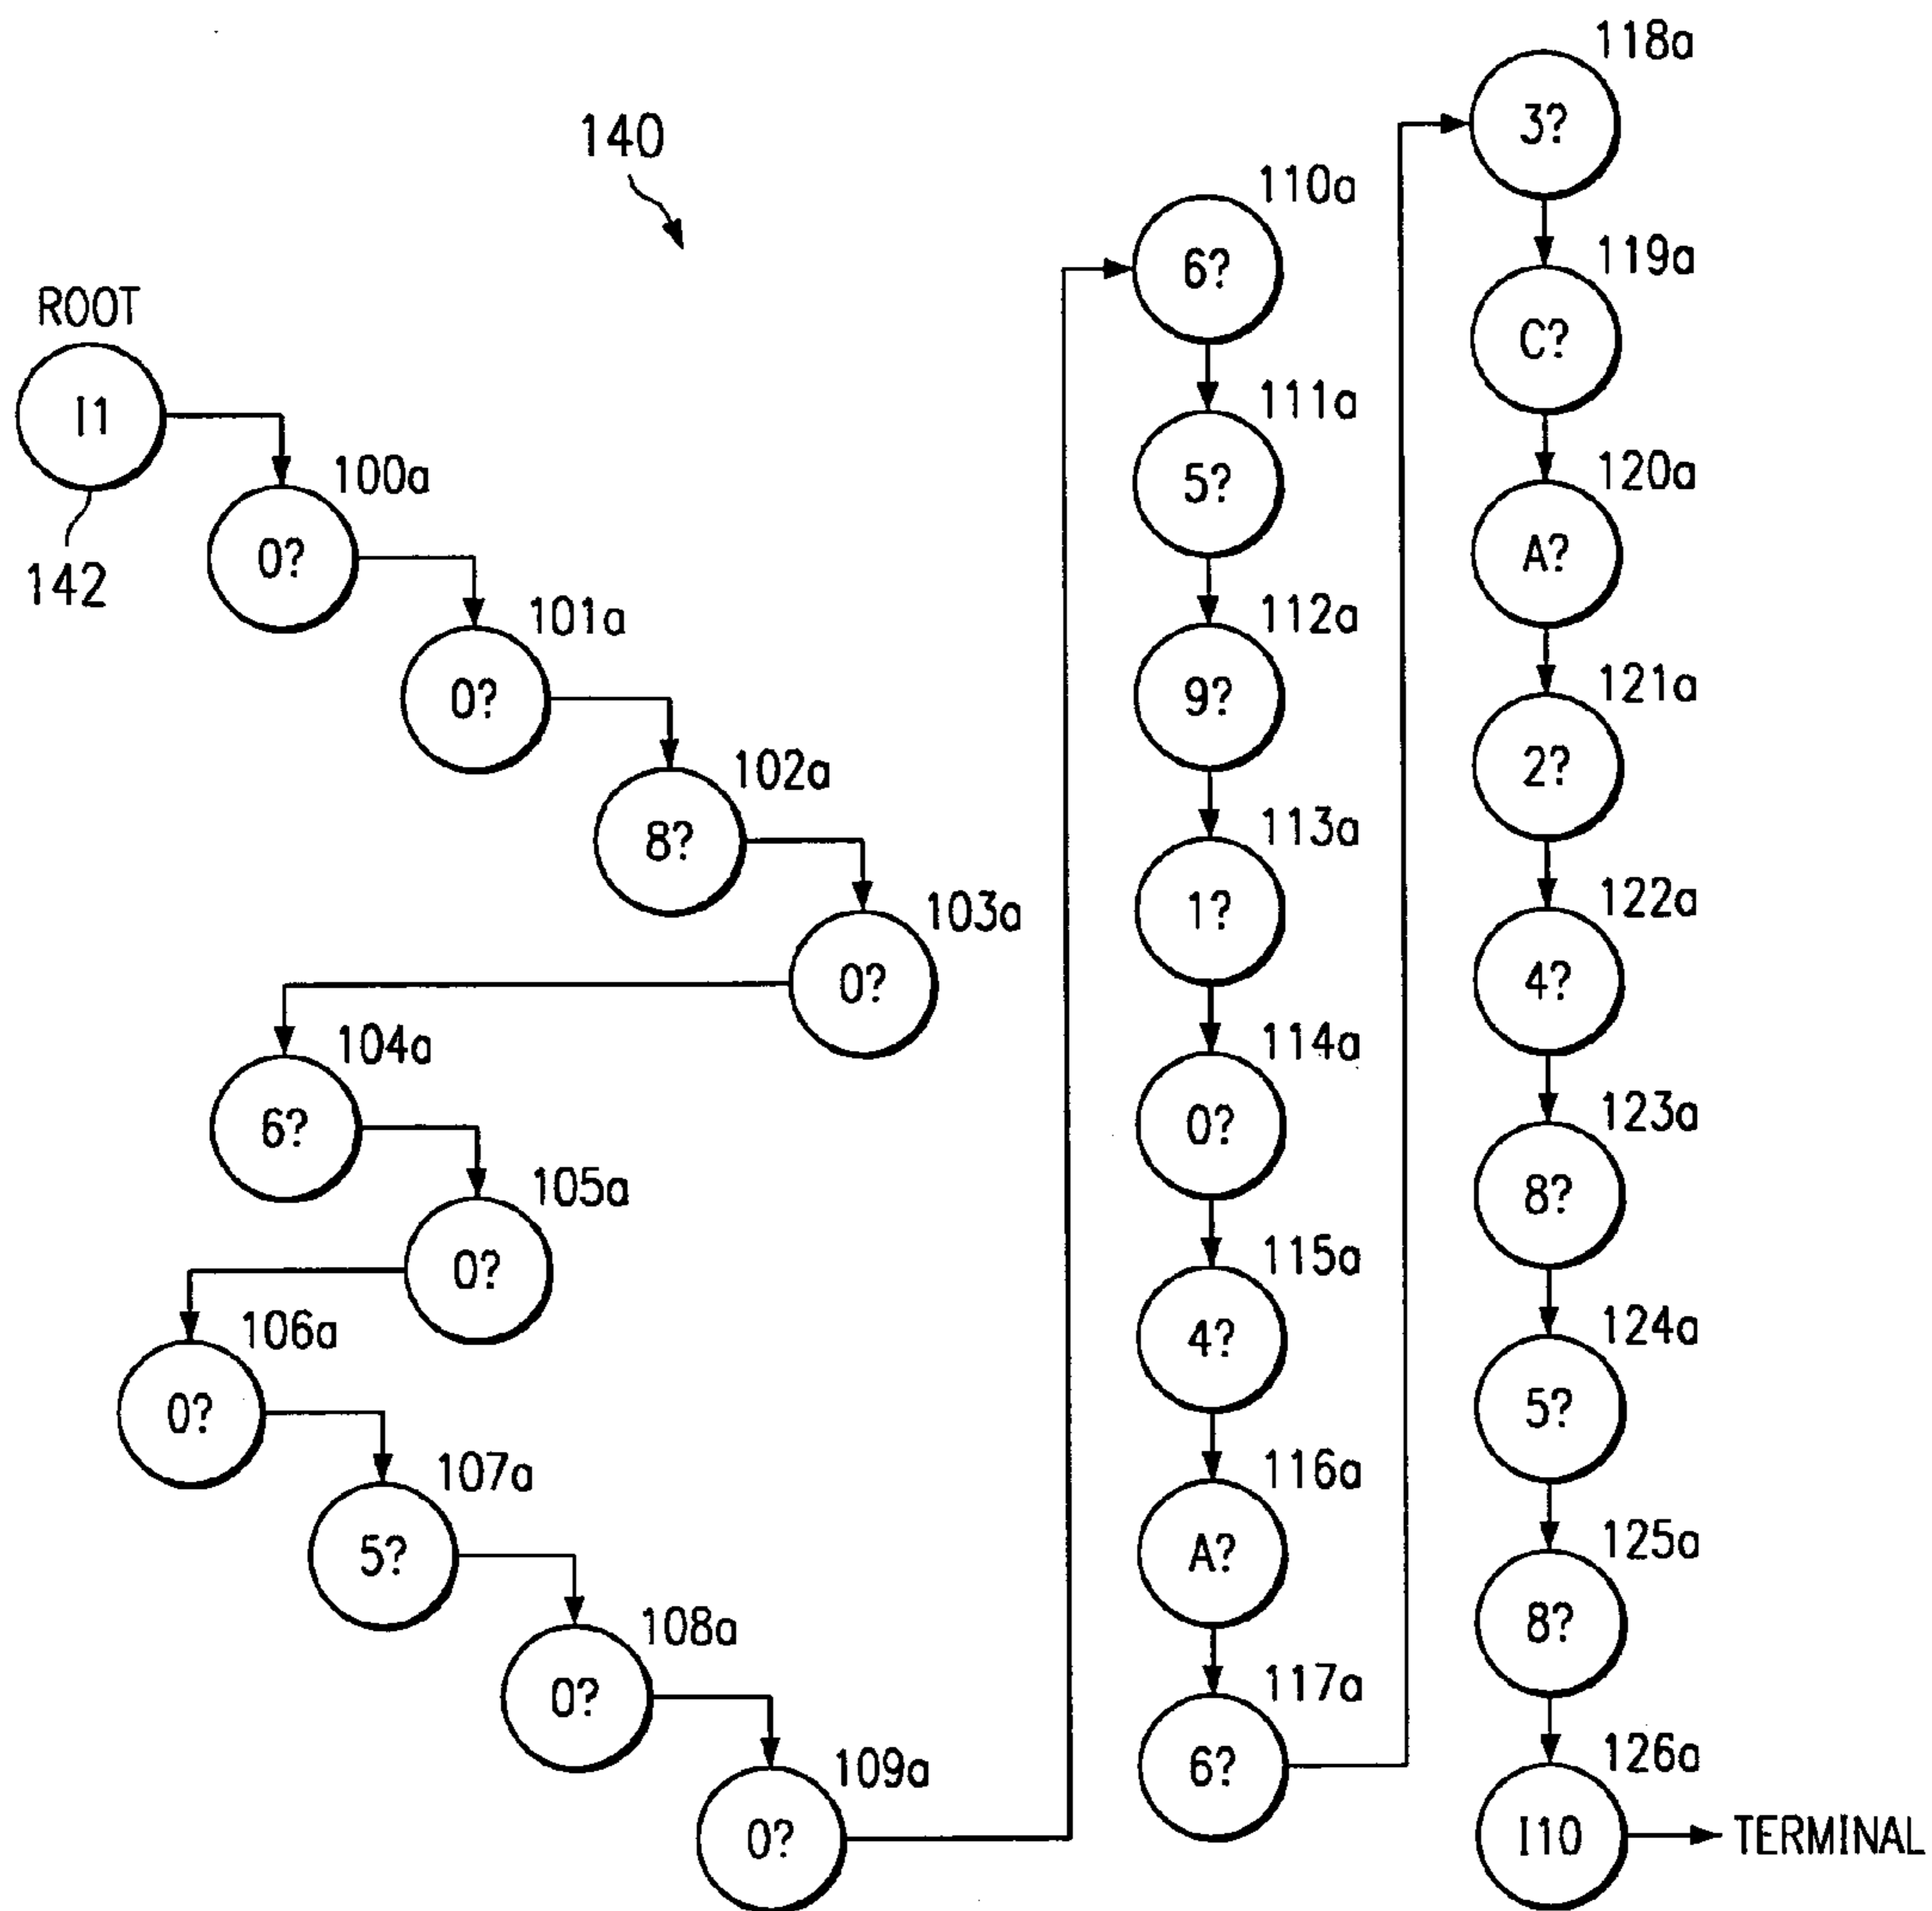 140
ROOT
I1
142
100a
0?
101a
0?
102a
8?
103a
0?
104a
6?
105a
0?
106a
0?
107a
5?
108a
0?
109a
0?
110a
6?
111a
5?
112a
9?
113a
1?
114a
0?
115a
4?
116a
A?
117a
6?
118a
3?
119a
C?
120a
A?
121a
2?
122a
4?
123a
8?
124a
5?
125a
8?
126a
I10
TERMINAL